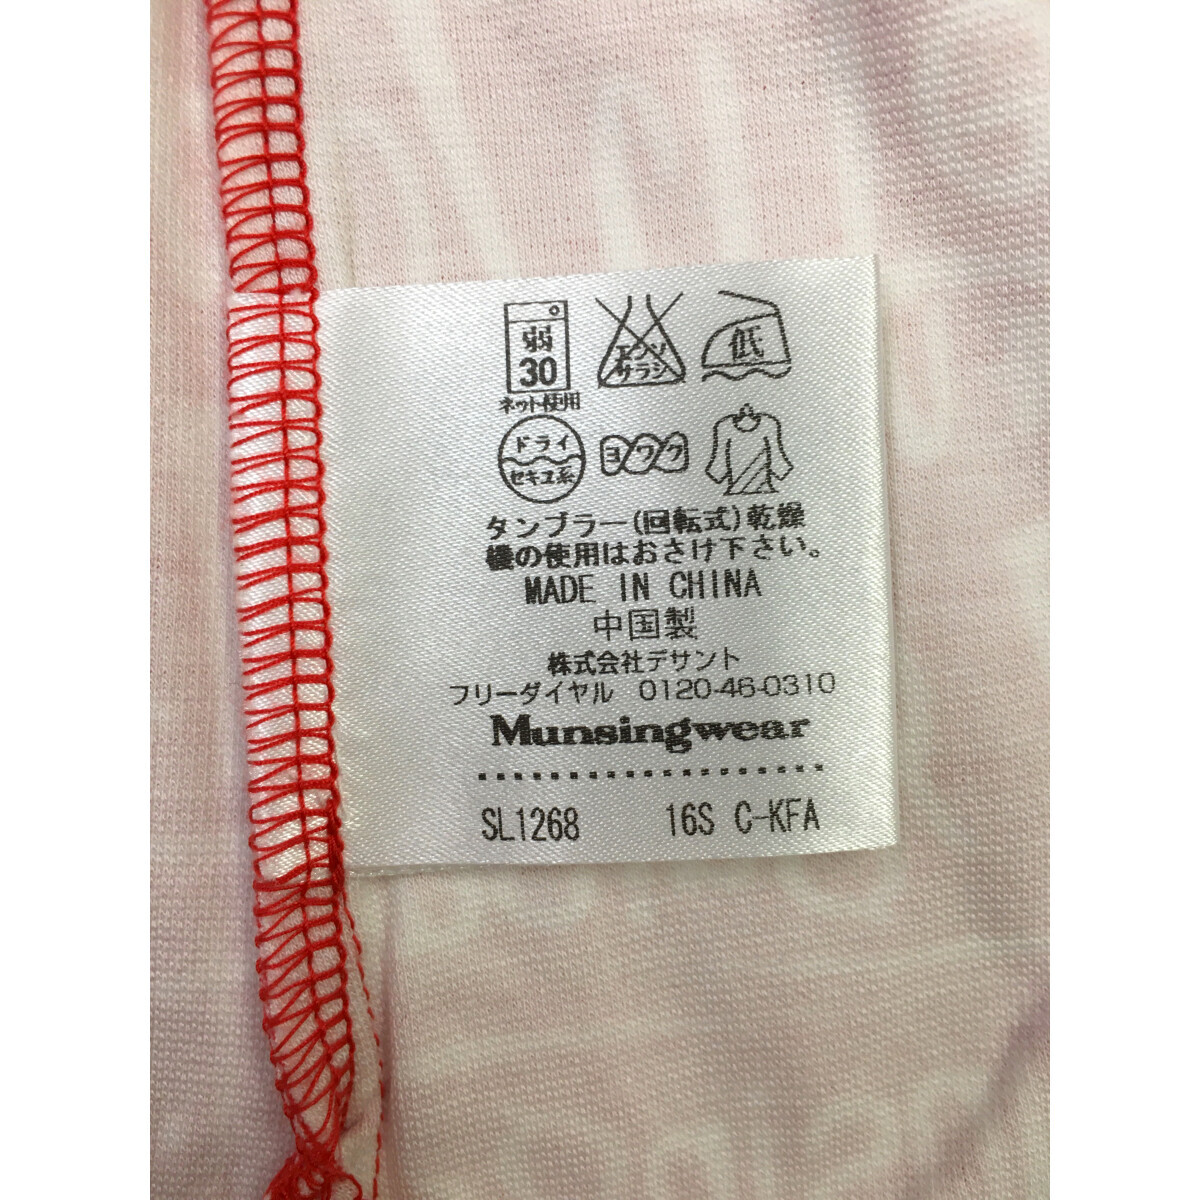 弱 エンソ 低
30 サラシ
ネット使用
ドライ ヨワク
セキユ系
タンブラー(回転式)乾燥
機の使用はおさけ下さい。
MADE IN CHINA
中国製
株式会社デサント
フリーダイヤル 0120-46-0310
Munsingwear
SL1268 16S C-KFA